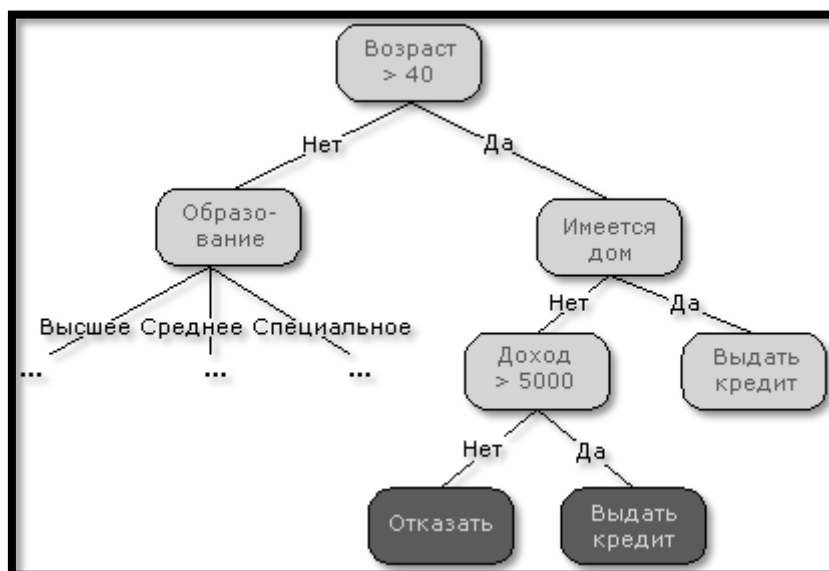 Возраст
> 40
Нет
Да
Образо-
вание
Имеется
дом
Высшее Среднее Специальное
... ... ...
Нет
Да
Доход
> 5000
Выдать
кредит
Нет
Да
Отказать
Выдать
кредит